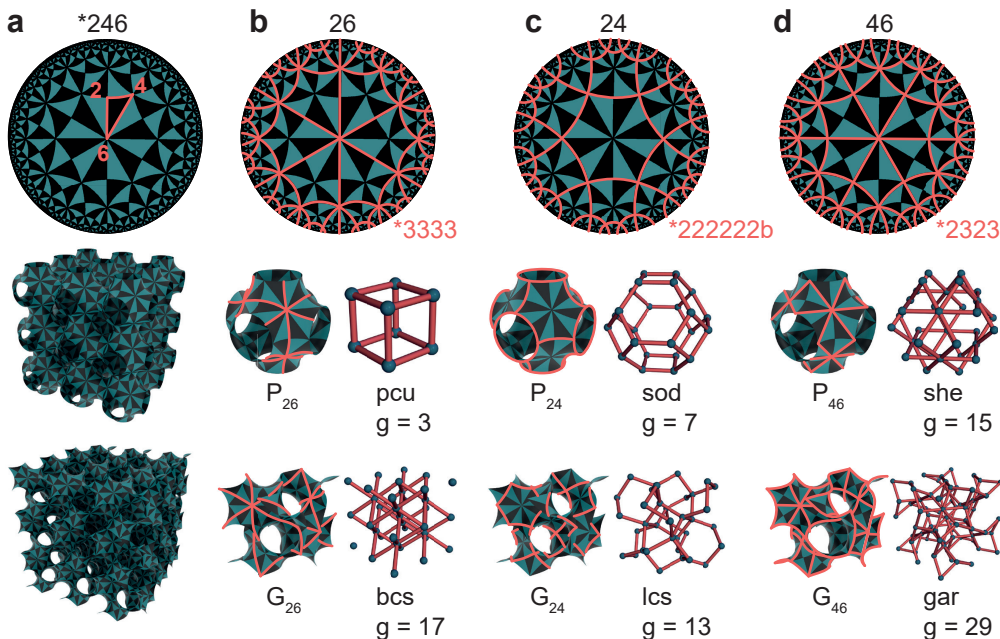 a
*246
2
4
6
b
26
*3333
c
24
*222222b
d
46
*2323
P26
pcu
g = 3
P24
sod
g = 7
P46
she
g = 15
G26
bcs
g = 17
G24
lcs
g = 13
G46
gar
g = 29